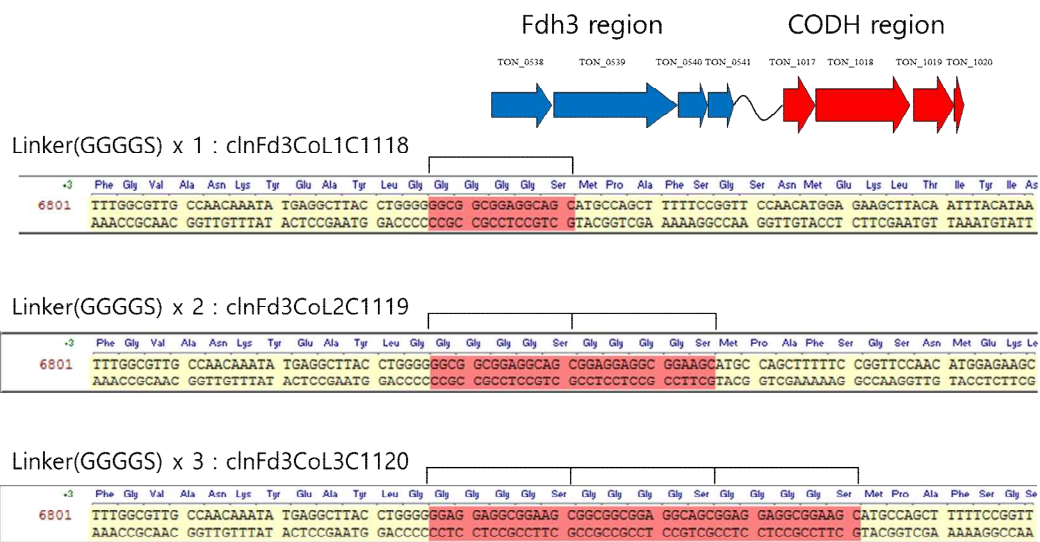 Fdh3 region CODH region
TON_0538 TON_0539 TON_0540 TON_0541 TON_1017 TON_1018 TON_1019 TON_1020
Linker(GGGGS) x 1 : clnFd3CoL1C1118
+3 Phe Gly Val Ala Asn Lys Tyr Glu Ala Tyr Leu Gly Gly Gly Gly Gly Ser Met Pro Ala Phe Ser Gly Ser Asn Met Glu Lys Leu Thr Ile Tyr Ile As
6801 TTTGGCGTTG CCAACAAATA TGAGGCTTAC CTGGGGGGCG GCGGAGGCAG CATGCCAGCT TTTTCCGGTT CCAACATGGA GAAGCTTACA ATTTACATAA
AAACCGCAAC GGTTGTTTAT ACTCCGAATG GACCCCCCGC CGCCTCCGTC GTACGGTCGA AAAAGGCCAA GGTTGTACCT CTTCGAATGT TAAATGTATT
Linker(GGGGS) x 2 : clnFd3CoL2C1119
+3 Phe Gly Val Ala Asn Lys Tyr Glu Ala Tyr Leu Gly Gly Gly Gly Gly Ser Gly Gly Gly Gly Ser Met Pro Ala Phe Ser Gly Ser Asn Met Glu Lys Le
6801 TTTGGCGTTG CCAACAAATA TGAGGCTTAC CTGGGGGGCG GCGGAGGCAG CGGAGGAGGC GGAAGCATGC CAGCTTTTTC CGGTTCCAAC ATGGAGAAGC
AAACCGCAAC GGTTGTTTAT ACTCCGAATG GACCCCCCGC CGCCTCCGTC GCCTCCTCCG CCTTCGTACG GTCGAAAAAG GCCAAGGTTG TACCTCTTCG
Linker(GGGGS) x 3 : clnFd3CoL3C1120
+3 Phe Gly Val Ala Asn Lys Tyr Glu Ala Tyr Leu Gly Gly Gly Gly Gly Ser Gly Gly Gly Gly Ser Gly Gly Gly Gly Ser Met Pro Ala Phe Ser Gly Se
6801 TTTGGCGTTG CCAACAAATA TGAGGCTTAC CTGGGGGGAG GAGGCGGAAG CGGCGGCGGA GGCAGCGGAG GAGGCGGAAG CATGCCAGCT TTTTCCGGTT
AAACCGCAAC GGTTGTTTAT ACTCCGAATG GACCCCCCTC CTCCGCCTTC GCCGCCGCCT CCGTCGCCTC CTCCGCCTTC GTACGGTCGA AAAAGGCCAA